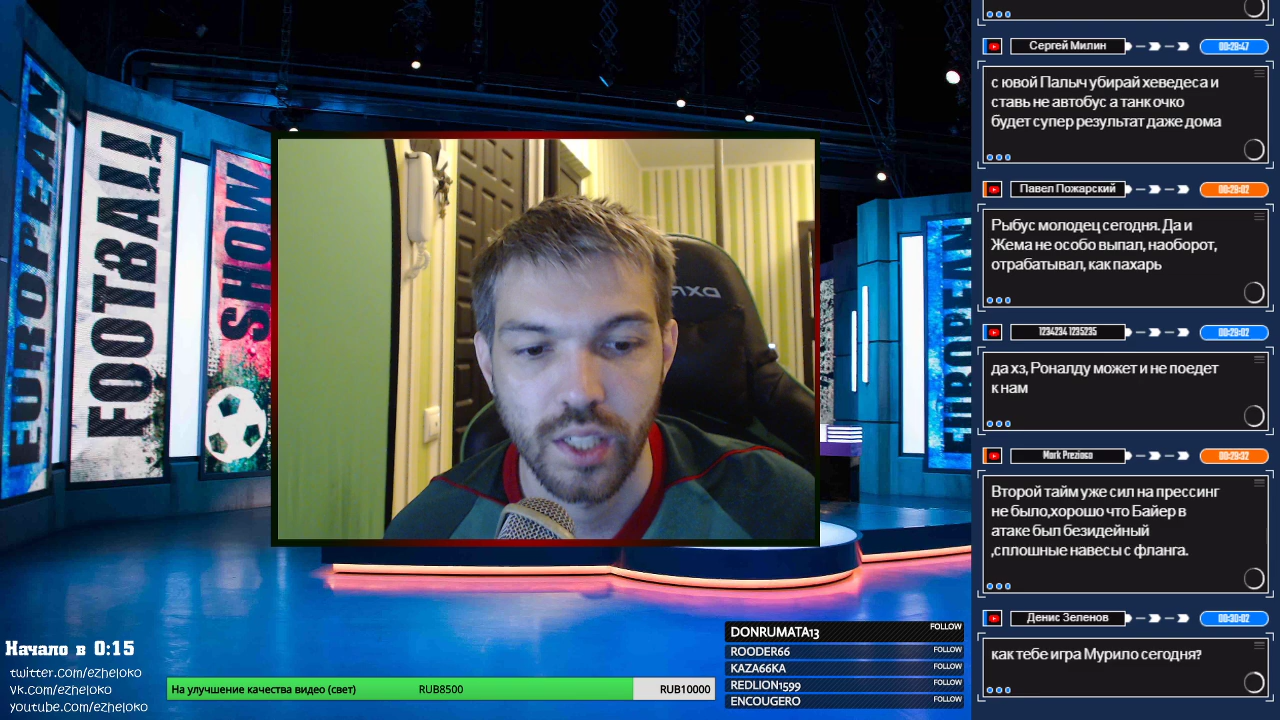 EUROPEAN
FOOTBALL
SHOW
EUROPEAN
DXR
Начало в 0:15
twitter.com/ezheloko
vk.com/ezheloko
youtube.com/ezheloko
На улучшение качества видео (свет)
RUB8500
RUB10000
DONRUMATA13 FOLLOW
ROODER66 FOLLOW
KAZA66KA FOLLOW
REDLION1599 FOLLOW
ENCOUGERO FOLLOW
Сергей Милин 00:29:47
с ювой Палыч убирай хеведеса и
ставь не автобус а танк очко
будет супер результат даже дома
Павел Пожарский 00:29:02
Рыбус молодец сегодня. Да и
Жема не особо выпал, наоборот,
отрабатывал, как пахарь
1234234 1235235 00:29:02
да хз, Роналду может и не поедет
к нам
Mark Prezioso 00:29:32
Второй тайм уже сил на прессинг
не было,хорошо что Байер в
атаке был безидейный
,сплошные навесы с фланга.
Денис Зеленов 00:30:02
как тебе игра Мурило сегодня?